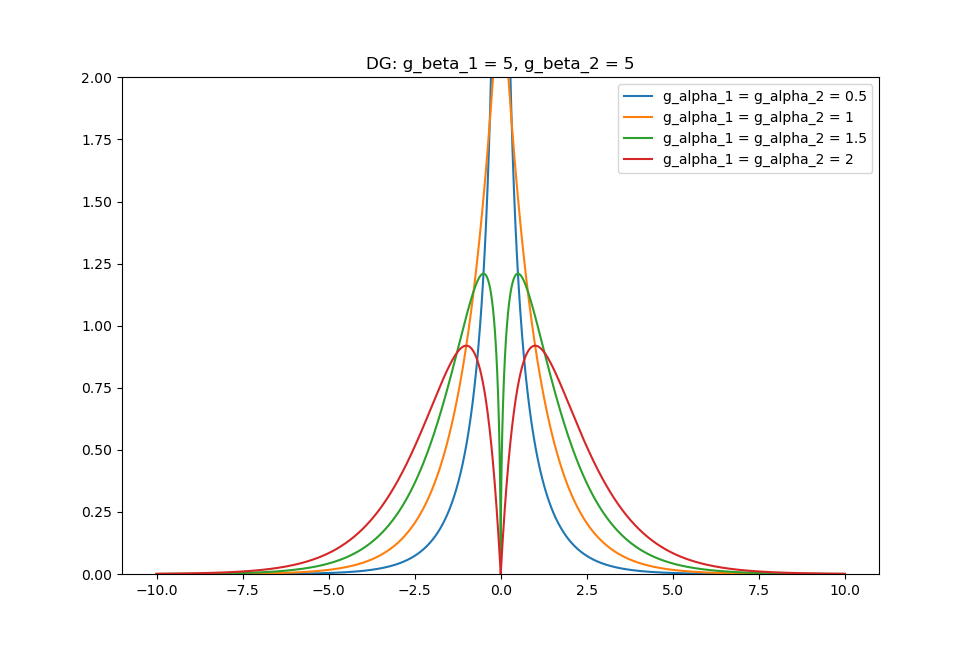 DG: g_beta_1 = 5, g_beta_2 = 5
g_alpha_1 = g_alpha_2 = 0.5
g_alpha_1 = g_alpha_2 = 1
g_alpha_1 = g_alpha_2 = 1.5
g_alpha_1 = g_alpha_2 = 2
2.00
1.75
1.50
1.25
1.00
0.75
0.50
0.25
0.00
−10.0 −7.5 −5.0 −2.5 0.0 2.5 5.0 7.5 10.0